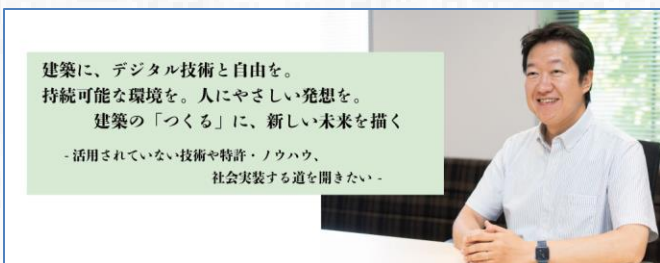 建築に、デジタル技術と自由を。
持続可能な環境を。人にやさしい発想を。
建築の「つくる」に、新しい未来を描く
- 活用されていない技術や特許・ノウハウ、
社会実装する道を開きたい -